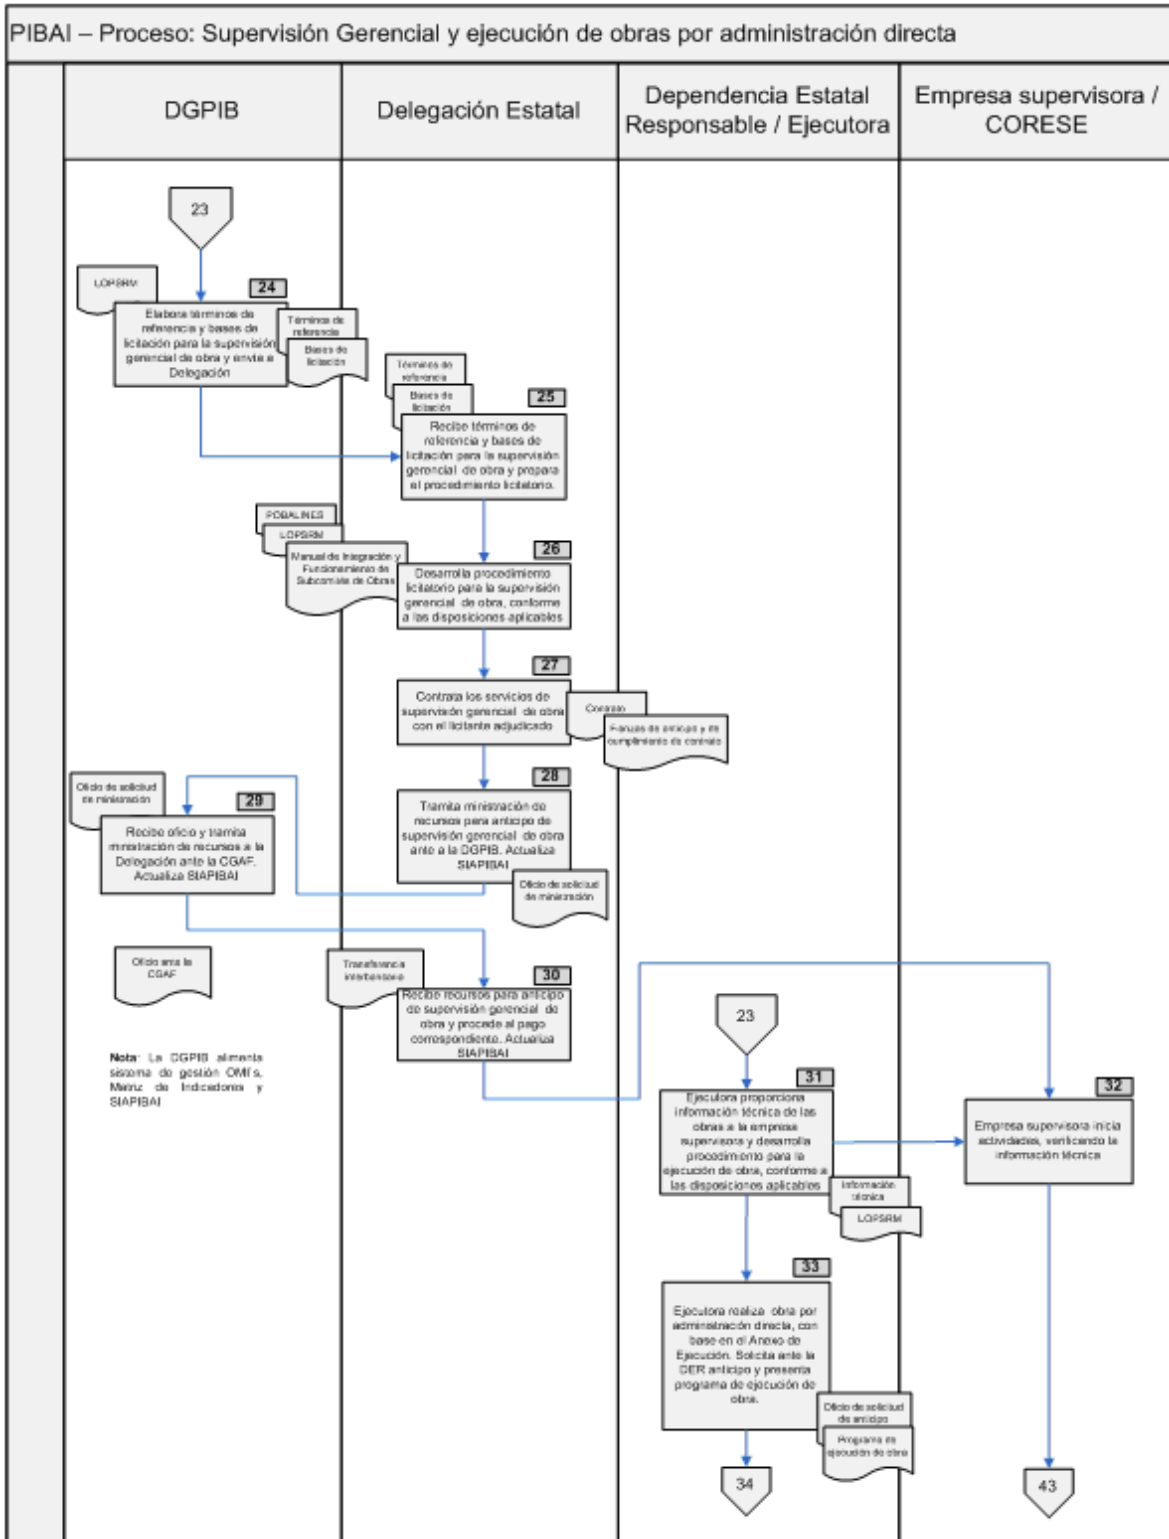 PIBAI – Proceso: Supervisión Gerencial y ejecución de obras por administración directa
DGPIB
Delegación Estatal
Dependencia Estatal
Responsable / Ejecutora
Empresa supervisora /
CORESE
23
LOPSRM
24
Elabora términos de
referencia y bases de
licitación para la supervisión
gerencial de obra y envía a
Delegación
Términos de
referencia
Bases de
licitación
Términos de
referencia
Bases de
licitación
25
Recibe términos de
referencia y bases de
licitación para la supervisión
gerencial de obra y prepara
el procedimiento licitatorio.
POBALINES
LOPSRM
Manual de Integración y
Funcionamiento de
Subcomités de Obras
26
Desarrolla procedimiento
licitatorio para la supervisión
gerencial de obra, conforme
a las disposiciones aplicables
27
Contrata los servicios de
supervisión gerencial de obra
con el licitante adjudicado
Contrato
Fianzas de anticipo y de
cumplimiento de contrato
28
Tramita ministración de
recursos para anticipo de
supervisión gerencial de obra
ante a la DGPIB. Actualiza
SIAPIBAI
Oficio de solicitud
de ministración
Oficio de solicitud
de ministración
29
Recibe oficio y tramita
ministración de recursos a la
Delegación ante la CGAF.
Actualiza SIAPIBAI
Oficio ante la
CGAF
Transferencia
interbancaria
30
Recibe recursos para anticipo
de supervisión gerencial de
obra y procede al pago
correspondiente. Actualiza
SIAPIBAI
Nota: La DGPIB alimenta
sistema de gestión OMI's,
Matriz de Indicadores y
SIAPIBAI
23
31
Ejecutora proporciona
información técnica de las
obras a la empresa
supervisora y desarrolla
procedimiento para la
ejecución de obra, conforme a
las disposiciones aplicables
Información
técnica
LOPSRM
32
Empresa supervisora inicia
actividades, verificando la
información técnica
33
Ejecutora realiza obra por
administración directa, con
base en el Anexo de
Ejecución. Solicita ante la
DER anticipo y presenta
programa de ejecución de
obra.
Oficio de solicitud
de anticipo
Programa de
ejecución de obra
34
43